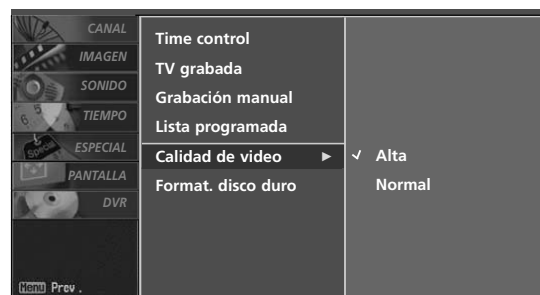 CANAL
IMAGEN
SONIDO
TIEMPO
ESPECIAL
PANTALLA
DVR
Menu Prev .
Time control
TV grabada
Grabación manual
Lista programada
Calidad de video ►
Format. disco duro
✓ Alta
Normal